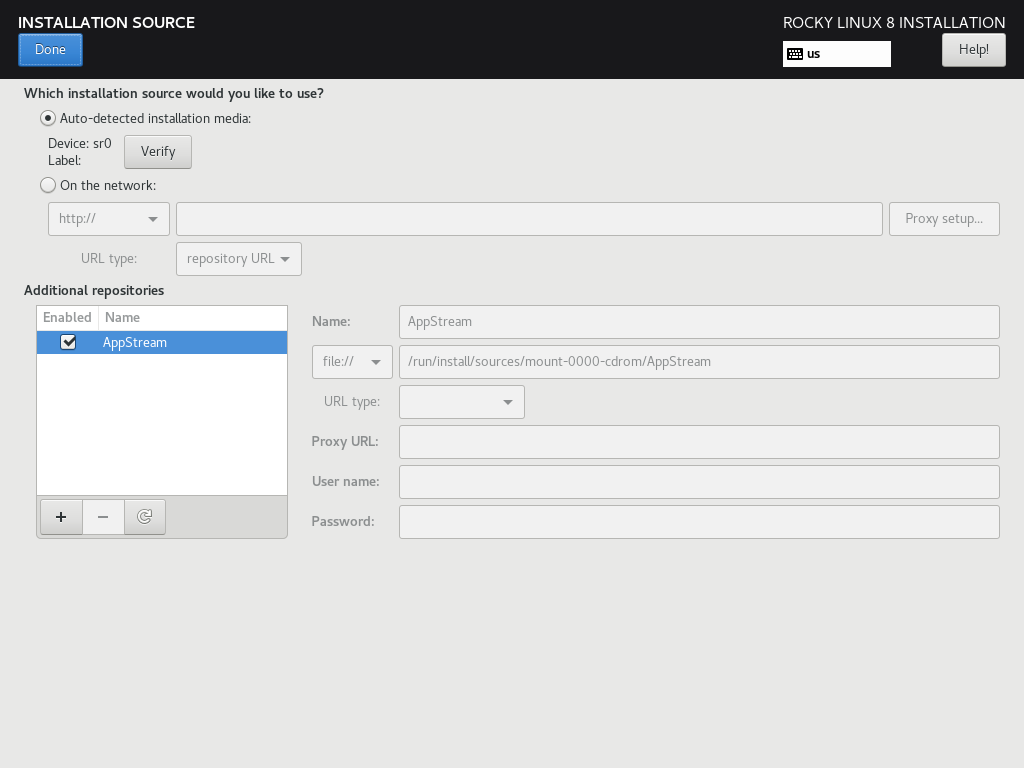 INSTALLATION SOURCE
ROCKY LINUX 8 INSTALLATION
Done
us
Help!
Which installation source would you like to use?
Auto-detected installation media:
Device: sr0
Label:
Verify
On the network:
http://
Proxy setup...
URL type:
repository URL
Additional repositories
Enabled
Name
AppStream
Name:
AppStream
file://
/run/install/sources/mount-0000-cdrom/AppStream
URL type:
Proxy URL:
User name:
Password: